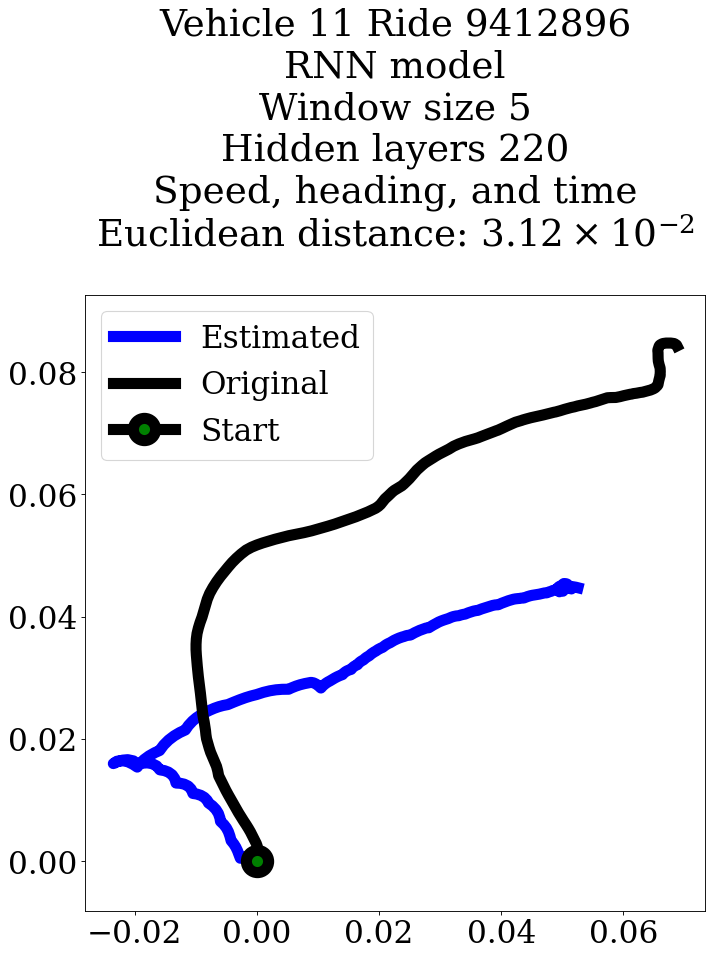 Vehicle 11 Ride 9412896
RNN model
Window size 5
Hidden layers 220
Speed, heading, and time
Euclidean distance: 3.12 × 10⁻²
Estimated
Original
Start
0.08
0.06
0.04
0.02
0.00
−0.02 0.00 0.02 0.04 0.06